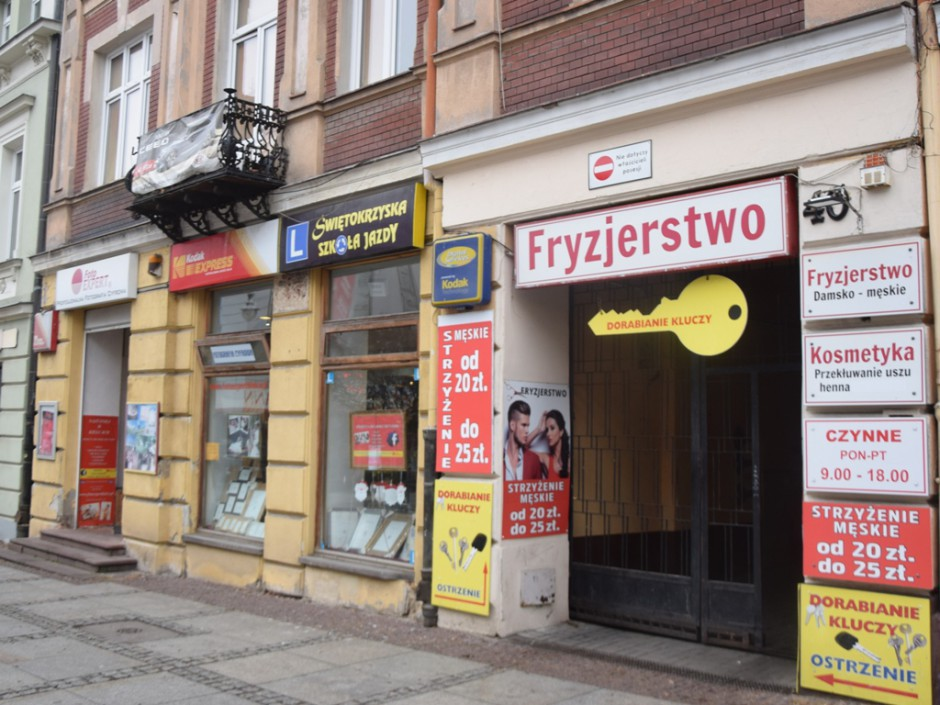 foto
EXPERT
PROFESJONALNA FOTOGRAFIA CYFROWA
Kodak
EXPRESS
L
ŚWIĘTOKRZYSKA
SZKOŁA JAZDY
Kodak
Nie dotyczy
właścicieli
posesji
Fryzjerstwo
DORABIANIE KLUCZY
STRZYŻENIE
MĘSKIE
od
20 zł.
do
25 zł.
DORABIANIE
KLUCZY
OSTRZENIE
FRYZJERSTWO
STRZYŻENIE
MĘSKIE
od 20 zł.
do 25 zł.
Fryzjerstwo
Damsko - męskie
Kosmetyka
Przekłuwanie uszu
henna
CZYNNE
PON-PT
9.00 - 18.00
STRZYŻENIE
MĘSKIE
od 20 zł.
do 25 zł.
DORABIANIE
KLUCZY
OSTRZENIE